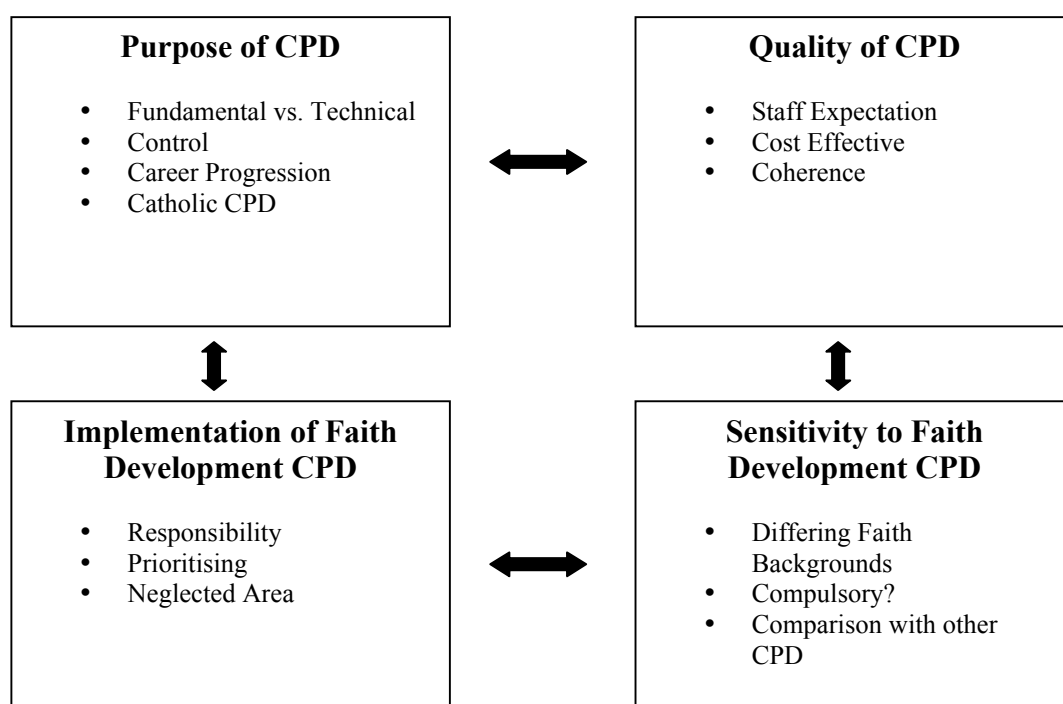 Purpose of CPD
• Fundamental vs. Technical
• Control
• Career Progression
• Catholic CPD
Quality of CPD
• Staff Expectation
• Cost Effective
• Coherence
Implementation of Faith
Development CPD
• Responsibility
• Prioritising
• Neglected Area
Sensitivity to Faith
Development CPD
• Differing Faith
Backgrounds
• Compulsory?
• Comparison with other
CPD